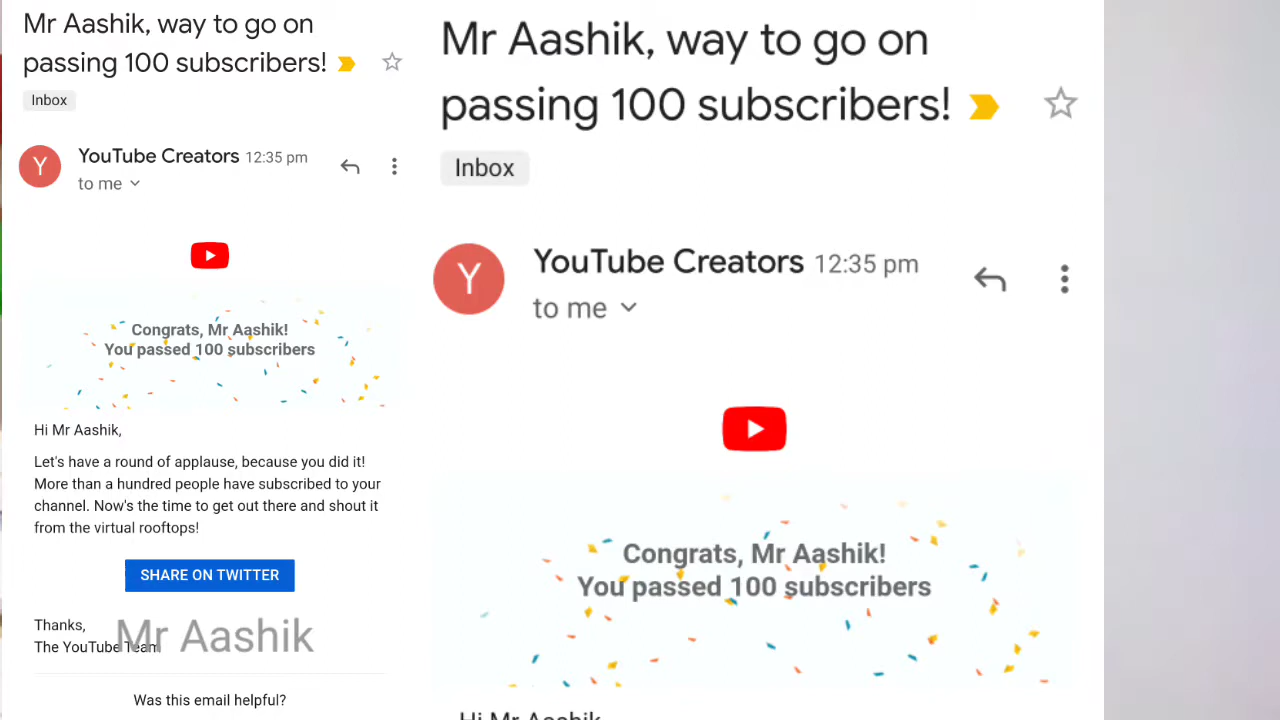 Mr Aashik, way to go on
passing 100 subscribers!
Inbox
Y
YouTube Creators 12:35 pm
to me
Congrats, Mr Aashik!
You passed 100 subscribers
Hi Mr Aashik,
Let's have a round of applause, because you did it!
More than a hundred people have subscribed to your
channel. Now's the time to get out there and shout it
from the virtual rooftops!
SHARE ON TWITTER
Thanks,
The YouTube Team
Mr Aashik
Was this email helpful?
Mr Aashik, way to go on
passing 100 subscribers!
Inbox
Y
YouTube Creators 12:35 pm
to me
Congrats, Mr Aashik!
You passed 100 subscribers
Hi Mr Aashik